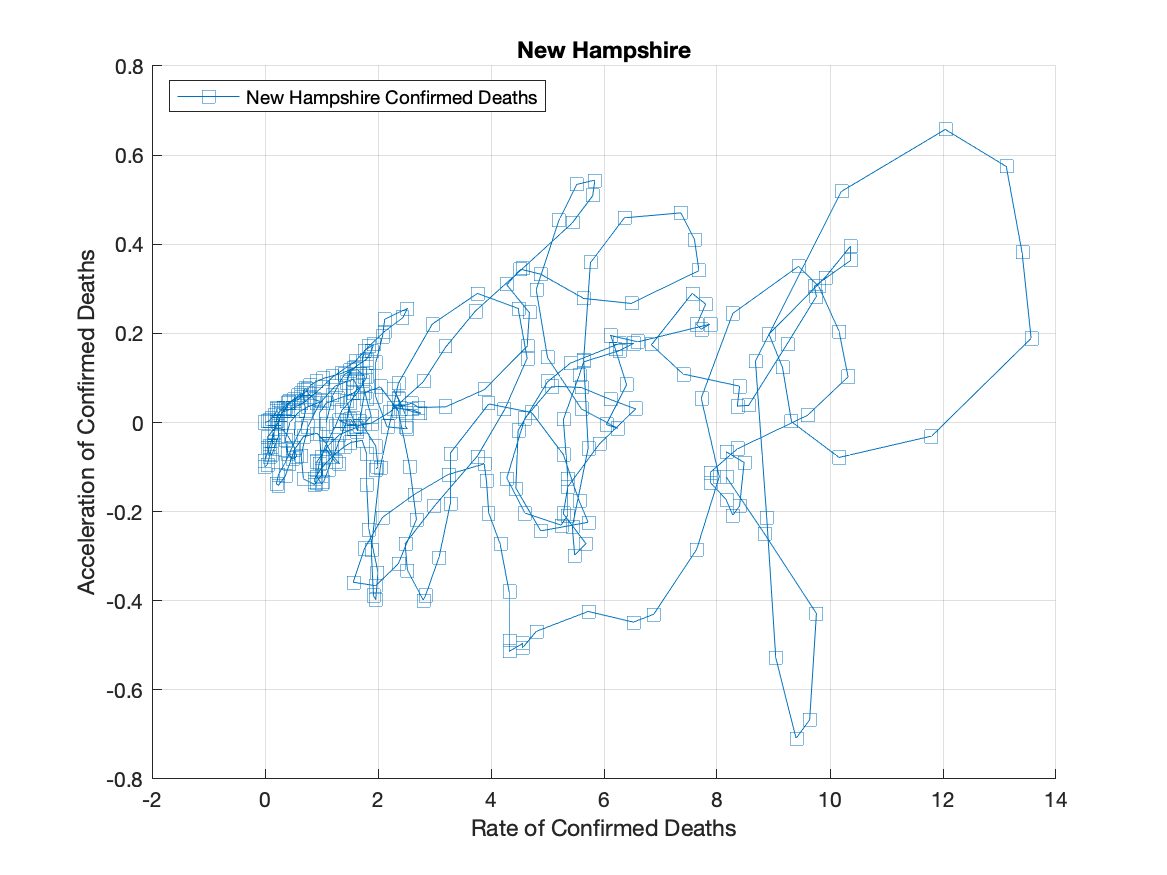 New Hampshire
New Hampshire Confirmed Deaths
0.8
0.6
0.4
0.2
0
-0.2
-0.4
-0.6
-0.8
Acceleration of Confirmed Deaths
-2 0 2 4 6 8 10 12 14
Rate of Confirmed Deaths